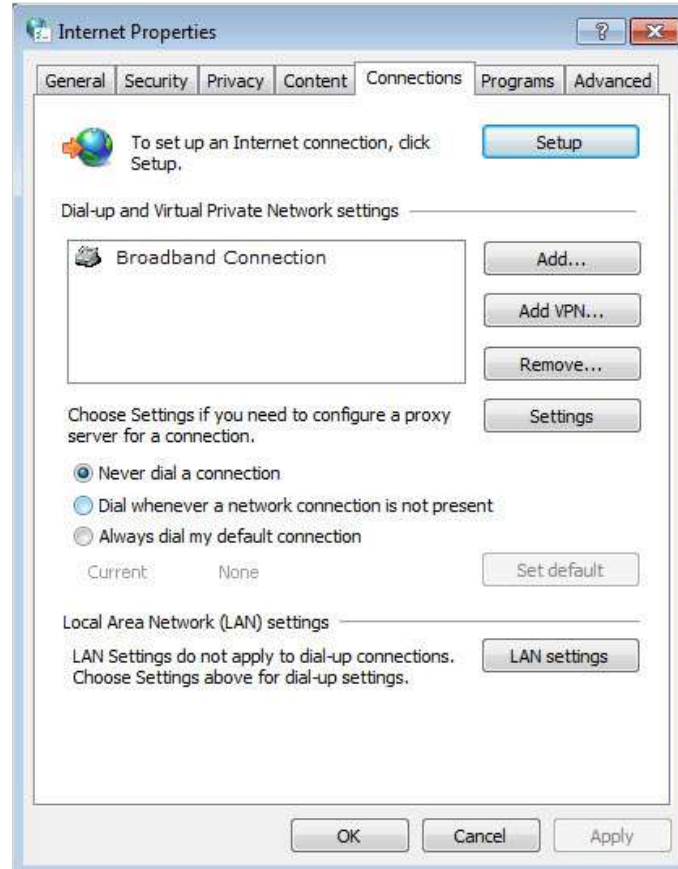 Internet Properties
General Security Privacy Content Connections Programs Advanced
To set up an Internet connection, click
Setup.
Setup
Dial-up and Virtual Private Network settings
Broadband Connection
Add...
Add VPN...
Remove...
Choose Settings if you need to configure a proxy
server for a connection.
Settings
Never dial a connection
Dial whenever a network connection is not present
Always dial my default connection
Current None
Set default
Local Area Network (LAN) settings
LAN Settings do not apply to dial-up connections.
Choose Settings above for dial-up settings.
LAN settings
OK Cancel Apply